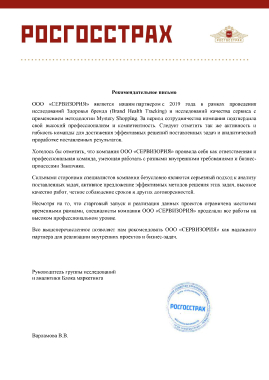 РОСГОССТРАХ
Рекомендательное письмо
ООО «СЕРВИЗОРИЯ» является нашим партнером с 2019 года в рамках проведения
исследований Здоровья бренда (Brand Health Tracking) и исследований качества сервиса с
применением методологии Mystery Shopping. За период сотрудничества компания подтвердила
свой высокий профессионализм и компетентность. Следует отметить так же активность и
гибкость команды для достижения эффективных решений поставленных задач и аналитической
проработке поставленных результатов.
Хотелось бы отметить, что компания ООО «СЕРВИЗОРИЯ» проявила себя как ответственная и
профессиональная команда, умеющая работать с разными внутренними требованиями и бизнес-
процессами Заказчика.
Сильными сторонами специалистов компании безусловно являются серьезный подход к анализу
поставленных задач, активное предложение эффективных методов решения этих задач, высокое
качество работ, четкое соблюдение сроков и других договоренностей.
Несмотря на то, что стартовый запуск и реализация данных проектов ограничена жесткими
временными рамками, специалисты компании ООО «СЕРВИЗОРИЯ» проделали все работы на
высоком профессиональном уровне.
Все вышеперечисленное позволяет нам рекомендовать ООО «СЕРВИЗОРИЯ» как надежного
партнера для реализации внутренних проектов и бизнес-задач.
Руководитель группы исследований
и аналитики Блока маркетинга
РОСГОССТРАХ
Варламова В.В.